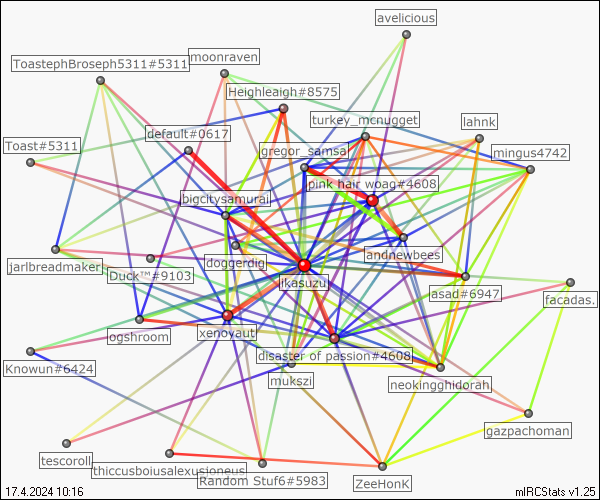 avelicious
ToastephBroseph5311#5311
moonraven
Heighleigh#8575
turkey_mcnugget
lahnk
default#0617
Toast#5311
gregor_samsa
mingus4742
pink hair woag#4608
bigcitysamurai
andnewbees
doggerdig
jarlbreadmaker
Duck™#9103
jikasuzu
asad#6947
facadas.
xenoyaut
ogshroom
disaster of passion#4608
Knowun#6424
mukszi
neokingghidorah
gazpachoman
tescoroll
thiccusboiusalexusioneus
Random Stuf6#5983
ZeeHonK
17.4.2024 10:16
mIRCStats v1.25